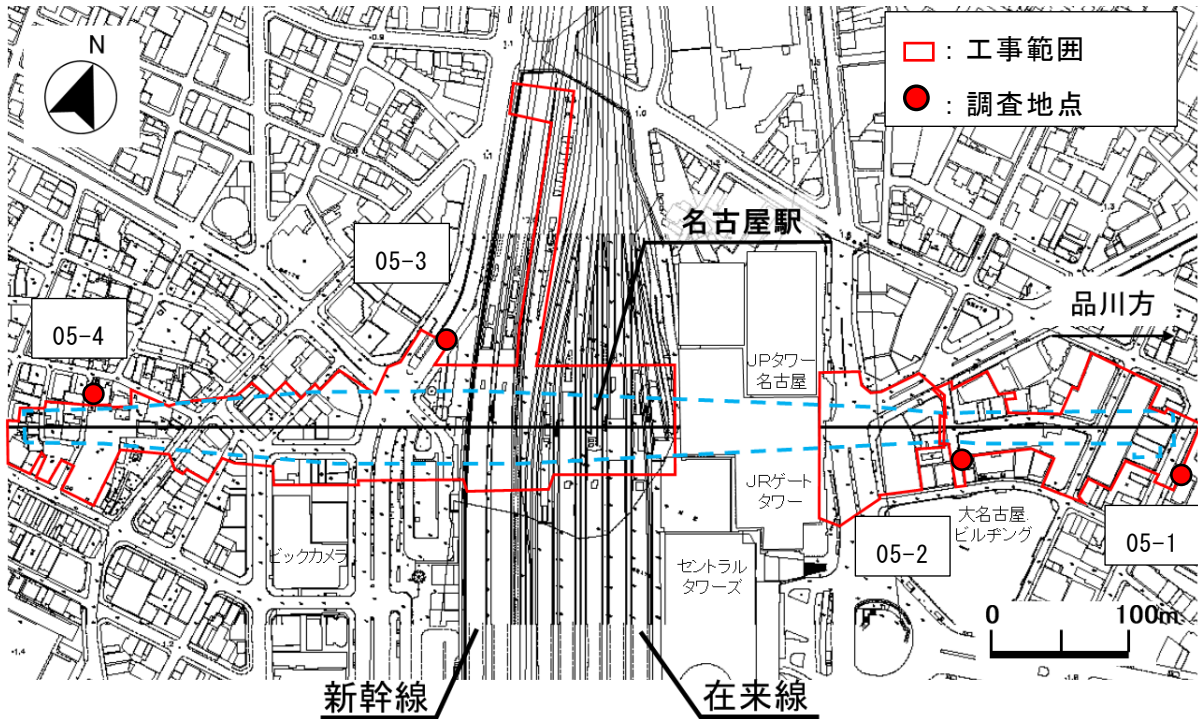 N
□：工事範囲
●：調査地点
名古屋駅
05-3
05-4
品川方
JPタワー
名古屋
JRゲート
タワー
大名古屋
ビルヂング
05-1
05-2
ビックカメラ
セントラル
タワーズ
0 100m
新幹線
在来線